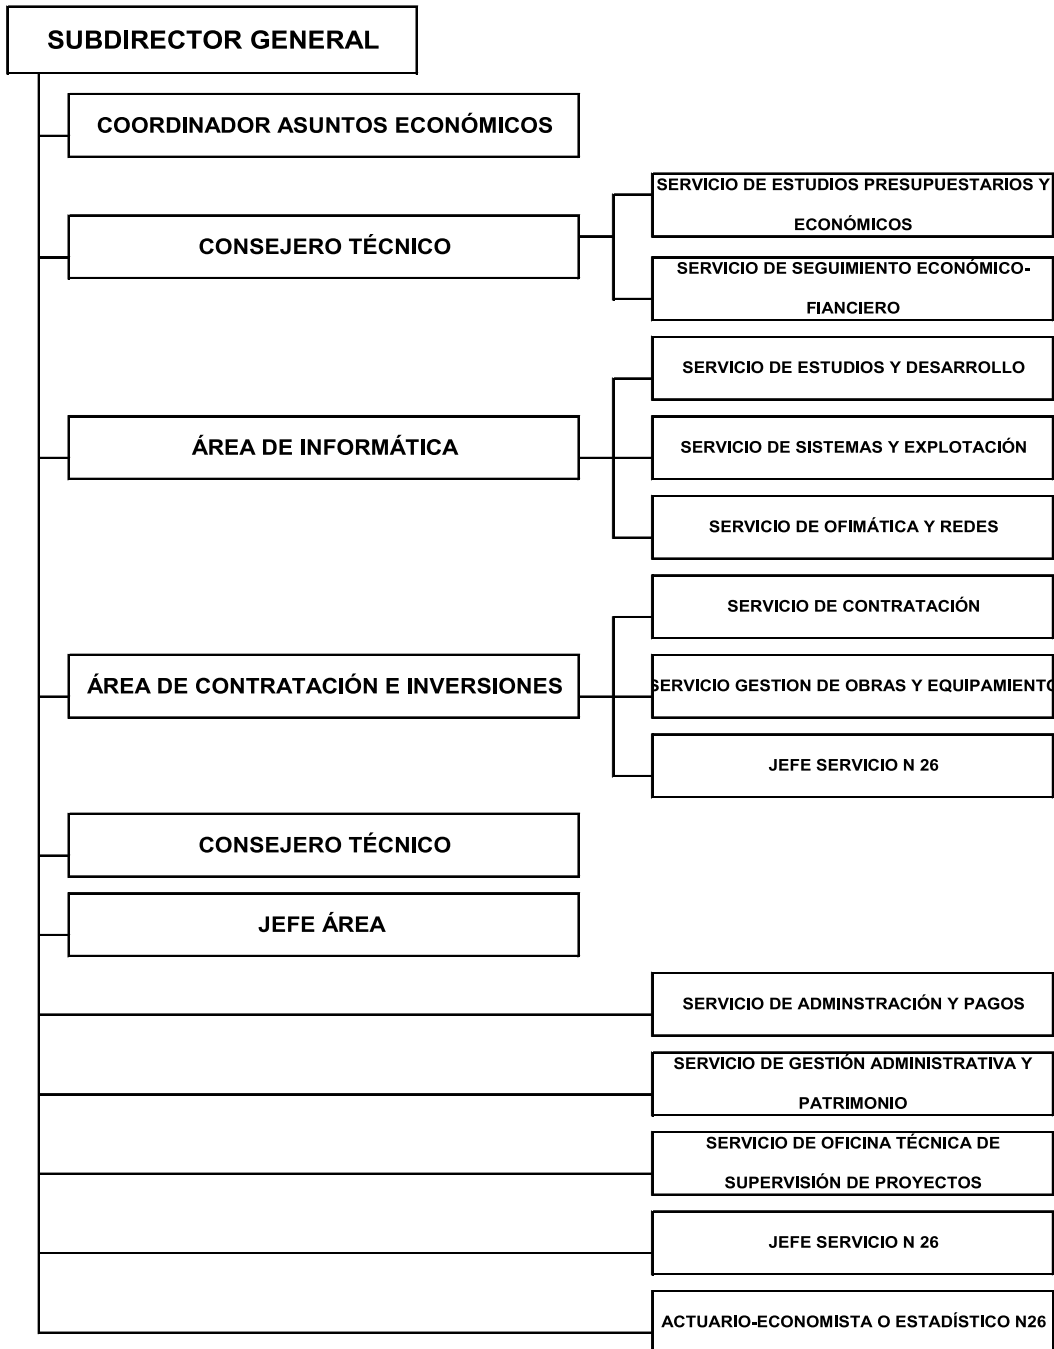 SUBDIRECTOR GENERAL
COORDINADOR ASUNTOS ECONÓMICOS
SERVICIO DE ESTUDIOS PRESUPUESTARIOS Y
ECONÓMICOS
CONSEJERO TÉCNICO
SERVICIO DE SEGUIMIENTO ECONÓMICO-
FIANCIERO
SERVICIO DE ESTUDIOS Y DESARROLLO
ÁREA DE INFORMÁTICA
SERVICIO DE SISTEMAS Y EXPLOTACIÓN
SERVICIO DE OFIMÁTICA Y REDES
SERVICIO DE CONTRATACIÓN
ÁREA DE CONTRATACIÓN E INVERSIONES
SERVICIO GESTION DE OBRAS Y EQUIPAMIENTO
JEFE SERVICIO N 26
CONSEJERO TÉCNICO
JEFE ÁREA
SERVICIO DE ADMINSTRACIÓN Y PAGOS
SERVICIO DE GESTIÓN ADMINISTRATIVA Y
PATRIMONIO
SERVICIO DE OFICINA TÉCNICA DE
SUPERVISIÓN DE PROYECTOS
JEFE SERVICIO N 26
ACTUARIO-ECONOMISTA O ESTADÍSTICO N26